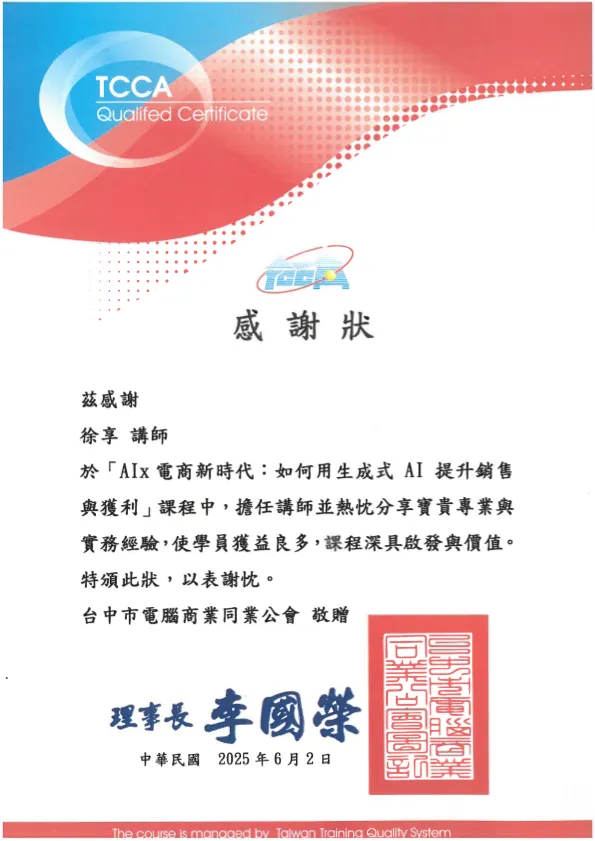 TCCA
Qualifed Certificate
TCCA
感謝狀
茲感謝
徐享 講師
於「AIx電商新時代：如何用生成式 AI 提升銷售
與獲利」課程中，擔任講師並熱忱分享寶貴專業與
實務經驗，使學員獲益良多，課程深具啟發與價值。
特頒此狀，以表謝忱。
台中市電腦商業同業公會 敬贈
台中市電腦商業
同業公會圖記
理事長 李國榮
中華民國 2025年6月2日
The course is managed by Taiwan Training Quality System